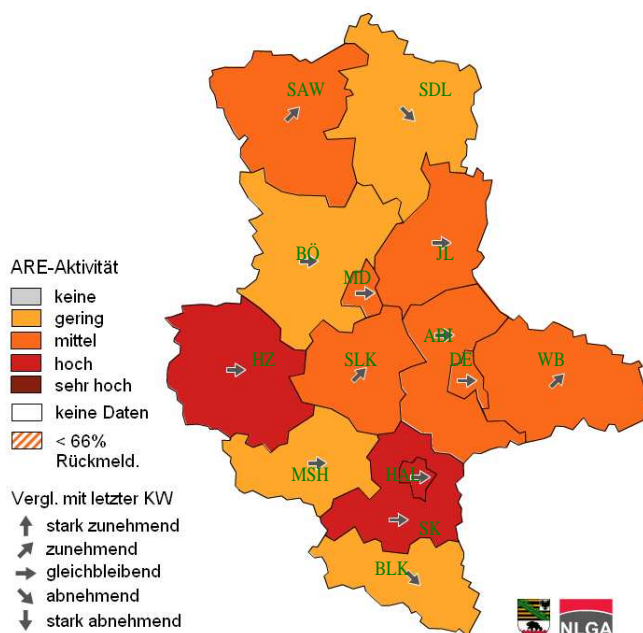 SAW
SDL
BÖ
JL
MD
ARE-Aktivität
keine
gering
mittel
hoch
sehr hoch
keine Daten
< 66%
Rückmeld.
ABI
HZ
SLK
DE
WB
MSH
HAL
SK
BLK
Vergl. mit letzter KW
stark zunehmend
zunehmend
gleichbleibend
abnehmend
stark abnehmend
NLGA